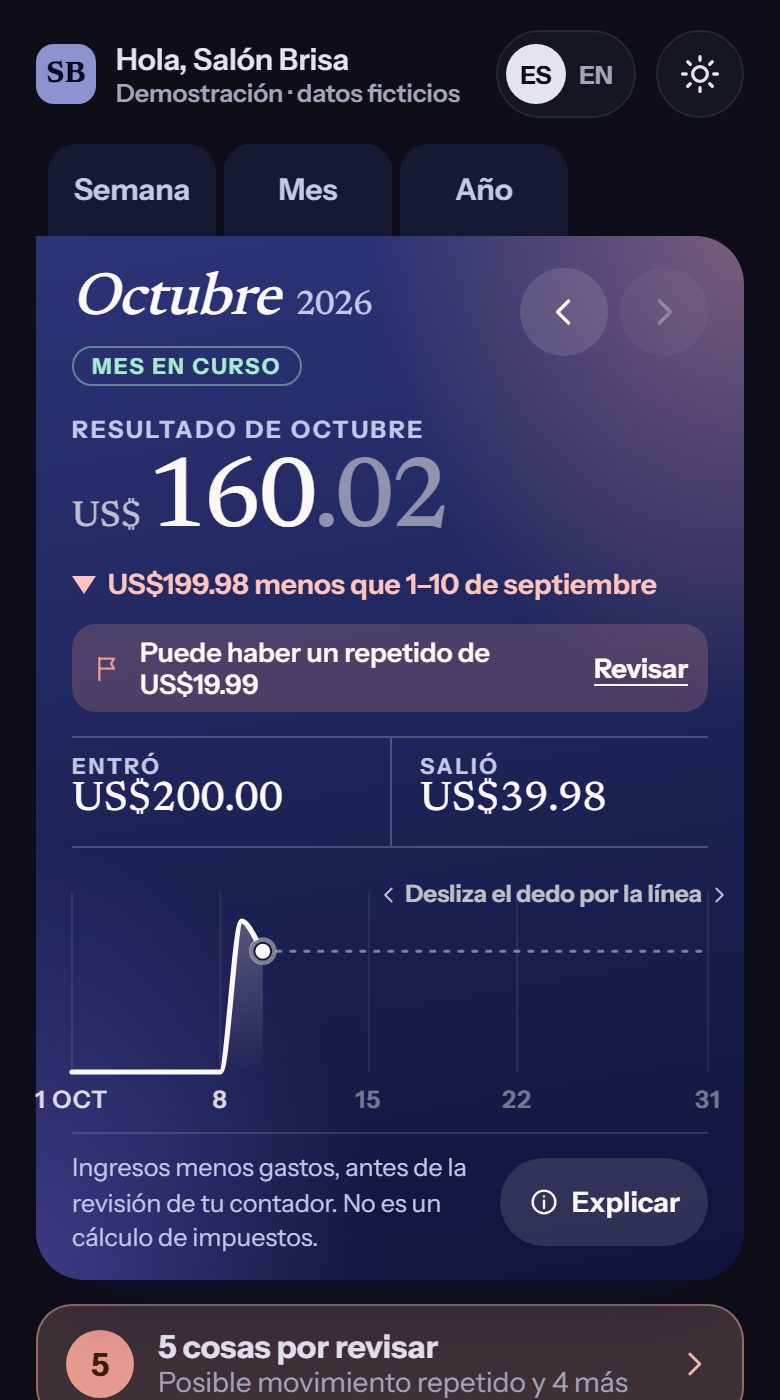 SB
Hola, Salón Brisa
Demostración · datos ficticios
ES EN
Semana Mes Año
Octubre 2026
MES EN CURSO
RESULTADO DE OCTUBRE
US$ 160.02
US$199.98 menos que 1–10 de septiembre
Puede haber un repetido de
US$19.99
Revisar
ENTRÓ
US$200.00
SALIÓ
US$39.98
Desliza el dedo por la línea
1 OCT 8 15 22 31
Ingresos menos gastos, antes de la
revisión de tu contador. No es un
cálculo de impuestos.
Explicar
5
5 cosas por revisar
Posible movimiento repetido y 4 más